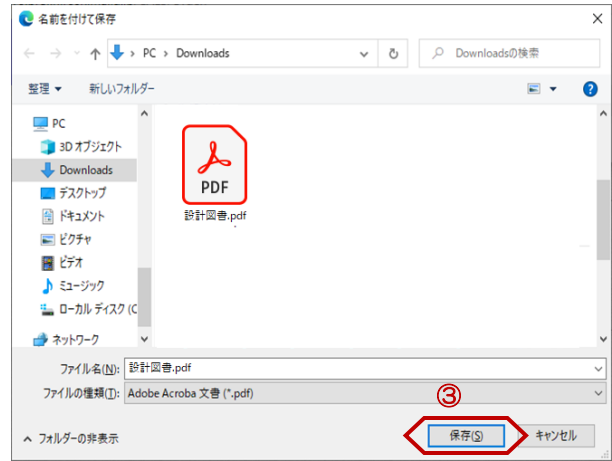 名前を付けて保存
PC › Downloads
Downloadsの検索
整理 新しいフォルダー
PC
3D オブジェクト
Downloads
デスクトップ
ドキュメント
ピクチャ
ビデオ
ミュージック
ローカル ディスク (C
ネットワーク
PDF
設計図書.pdf
ファイル名(N): 設計図書.pdf
ファイルの種類(T): Adobe Acroba 文書 (*.pdf)
③
フォルダーの非表示
保存(S) キャンセル